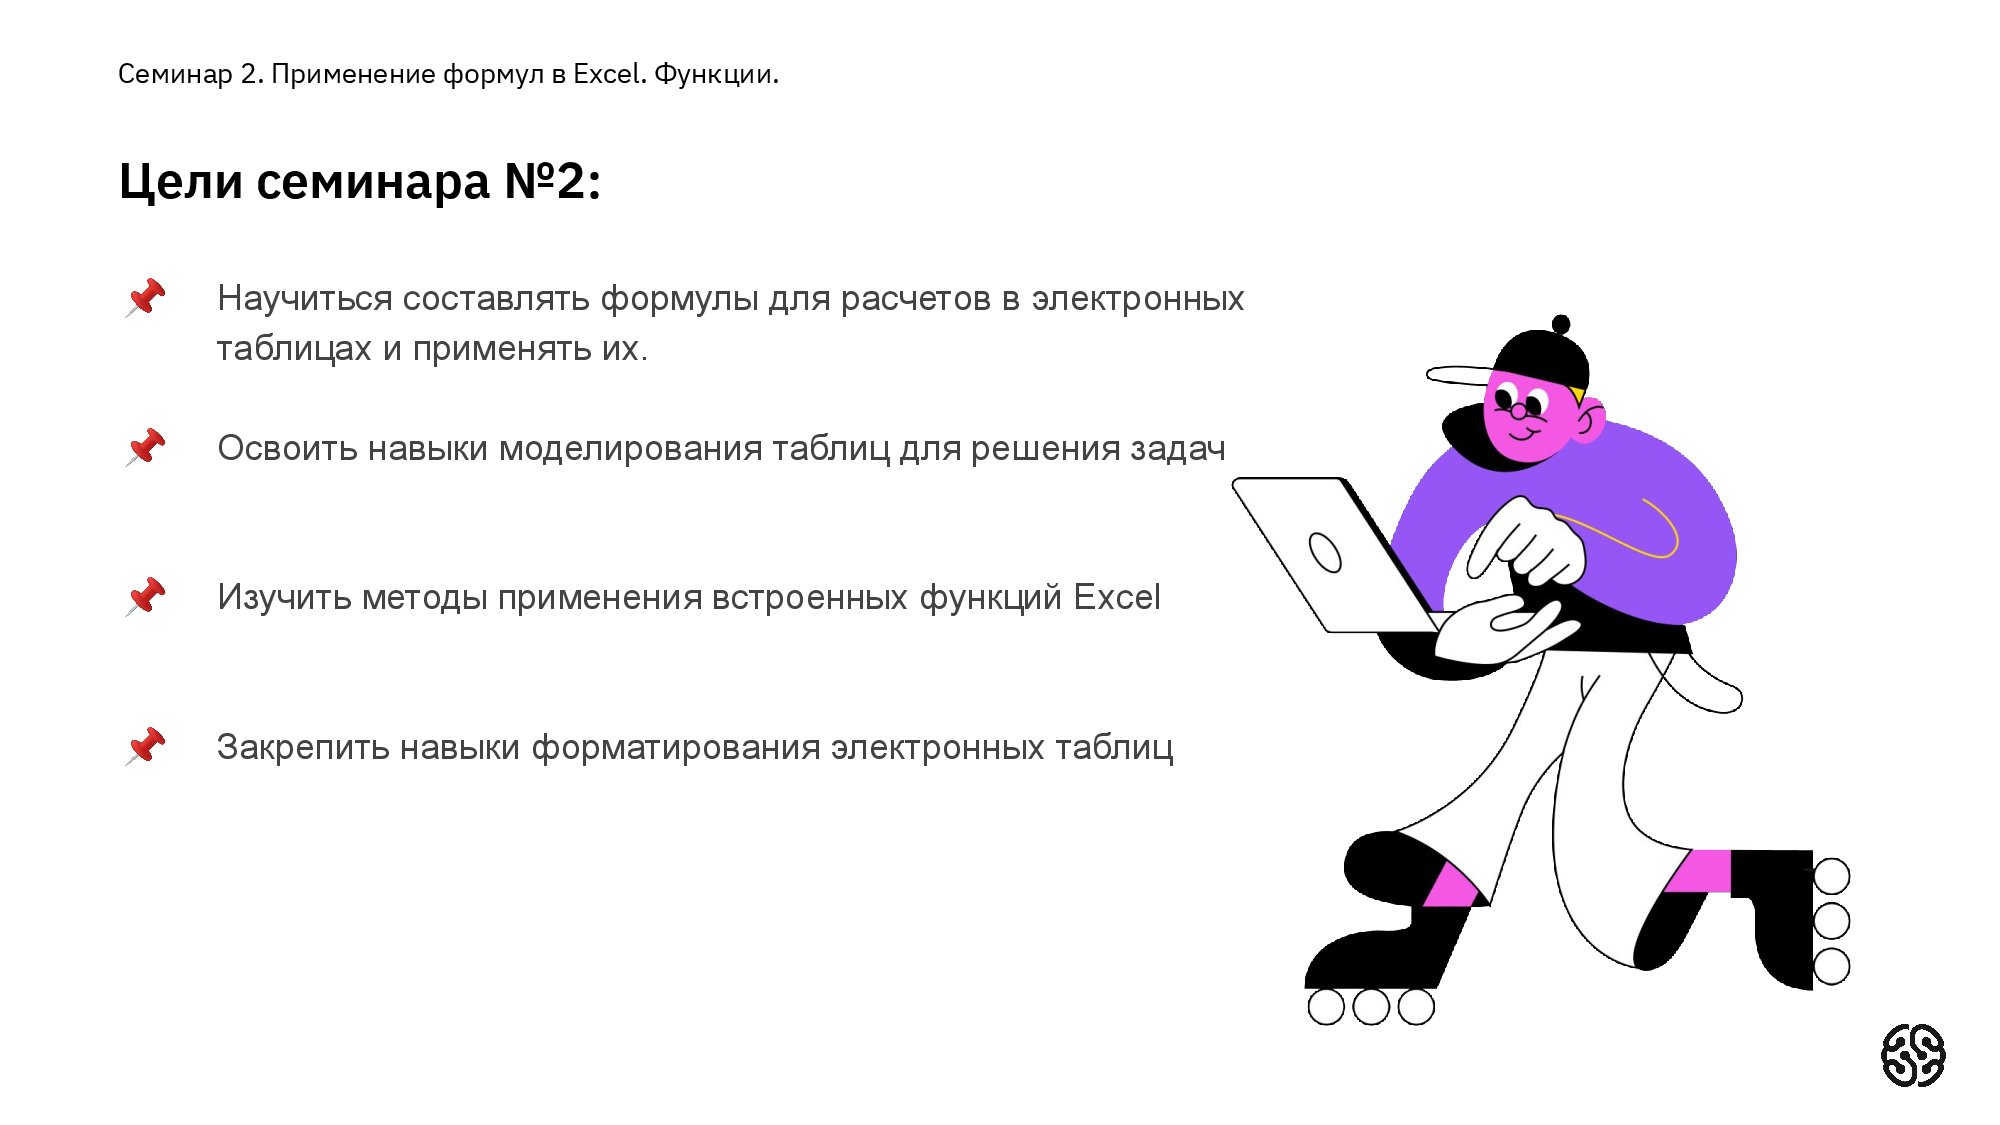 Семинар 2. Применение формул в Excel. Функции.
Цели семинара №2:
Научиться составлять формулы для расчетов в электронных
таблицах и применять их.
Освоить навыки моделирования таблиц для решения задач
Изучить методы применения встроенных функций Excel
Закрепить навыки форматирования электронных таблиц